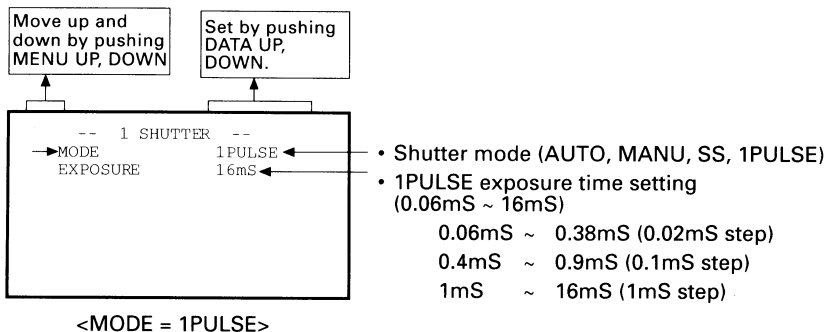 Move up and
down by pushing
MENU UP, DOWN
Set by pushing
DATA UP,
DOWN.
-- 1 SHUTTER --
MODE 1PULSE
EXPOSURE 16mS
• Shutter mode (AUTO, MANU, SS, 1PULSE)
• 1PULSE exposure time setting
(0.06mS ~ 16mS)
0.06mS ~ 0.38mS (0.02mS step)
0.4mS ~ 0.9mS (0.1mS step)
1mS ~ 16mS (1mS step)
<MODE = 1PULSE>